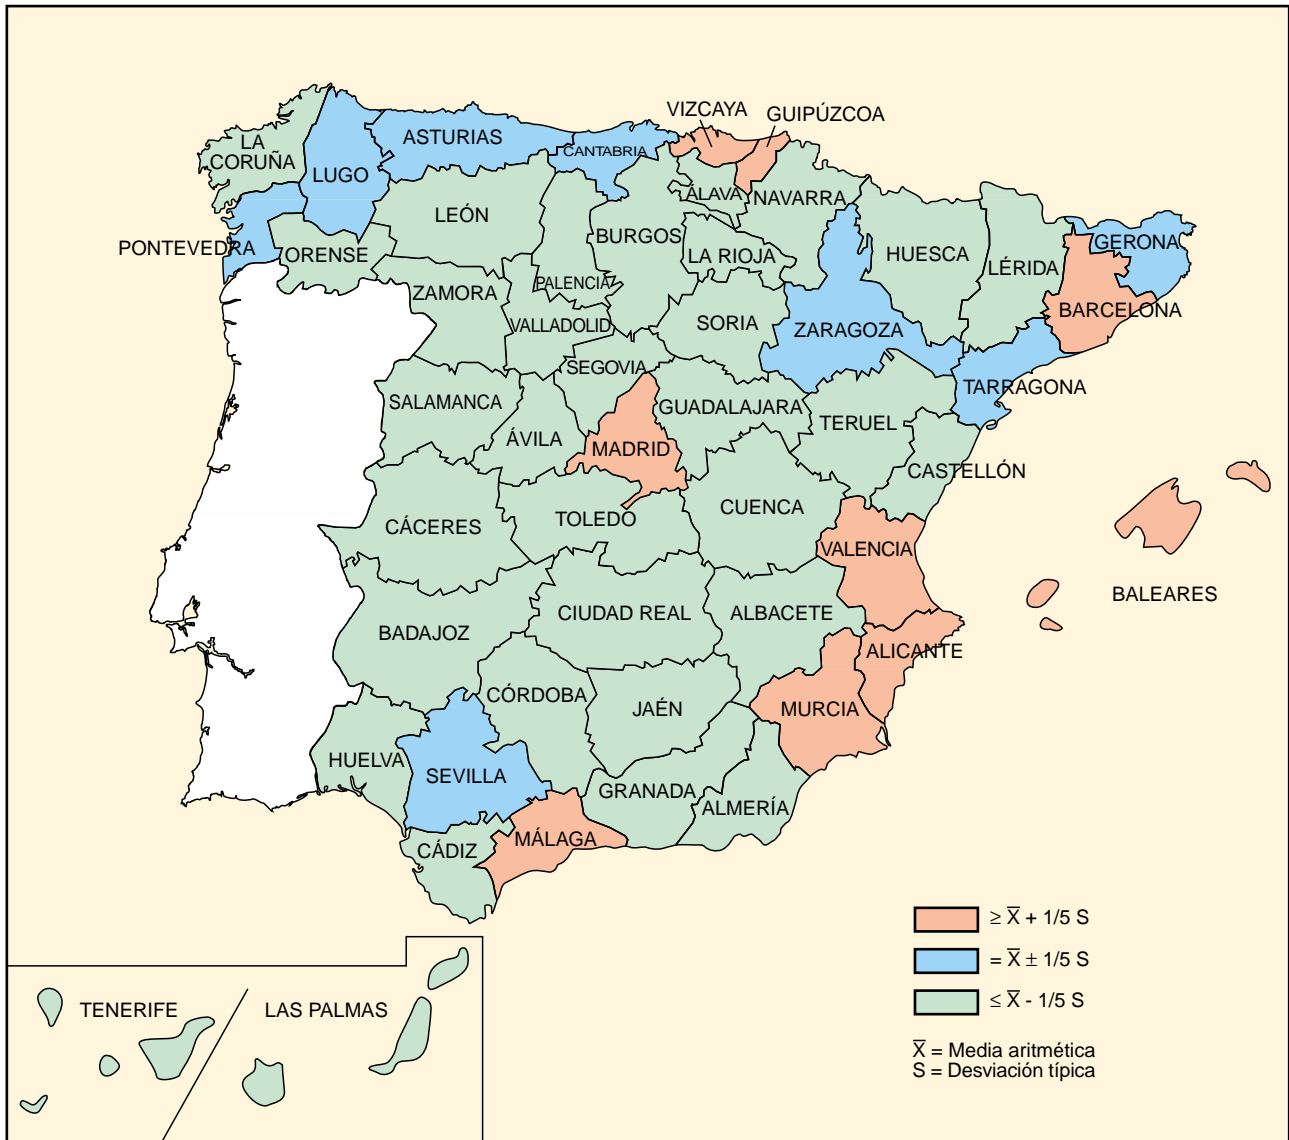 VIZCAYA
GUIPÚZCOA
LA
CORUÑA
LUGO
ASTURIAS
CANTABRIA
ÁLAVA
NAVARRA
LEÓN
PONTEVEDRA
ORENSE
BURGOS
LA RIOJA
HUESCA
LÉRIDA
GERONA
BARCELONA
ZAMORA
PALENCIA
VALLADOLID
SORIA
ZARAGOZA
SEGOVIA
TARRAGONA
SALAMANCA
ÁVILA
MADRID
GUADALAJARA
TERUEL
CASTELLÓN
CÁCERES
TOLEDO
CUENCA
VALENCIA
BALEARES
BADAJOZ
CIUDAD REAL
ALBACETE
ALICANTE
CÓRDOBA
JAÉN
MURCIA
HUELVA
SEVILLA
GRANADA
ALMERÍA
CÁDIZ
MÁLAGA
TENERIFE
LAS PALMAS
≥ X̅ + 1/5 S
= X̅ ± 1/5 S
≤ X̅ - 1/5 S
X̅ = Media aritmética
S = Desviación típica